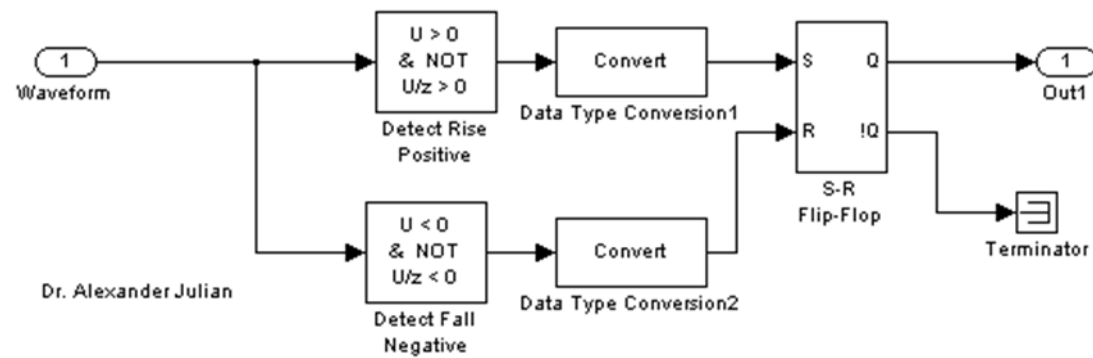 1
Waveform
U > 0
& NOT
U/z > 0
Detect Rise
Positive
Convert
Data Type Conversion1
S
Q
R
!Q
S-R
Flip-Flop
1
Out1
U < 0
& NOT
U/z < 0
Detect Fall
Negative
Convert
Data Type Conversion2
Terminator
Dr. Alexander Julian